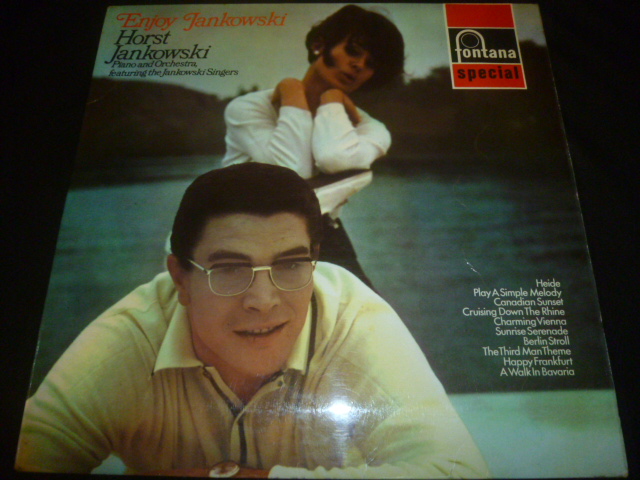 Enjoy Jankowski
Horst
Jankowski
Piano and Orchestra,
featuring the Jankowski Singers
fontana
special
Heide
Play A Simple Melody
Canadian Sunset
Cruising Down The Rhine
Charming Vienna
Sunrise Serenade
Berlin Stroll
The Third Man Theme
Happy Frankfurt
A Walk In Bavaria